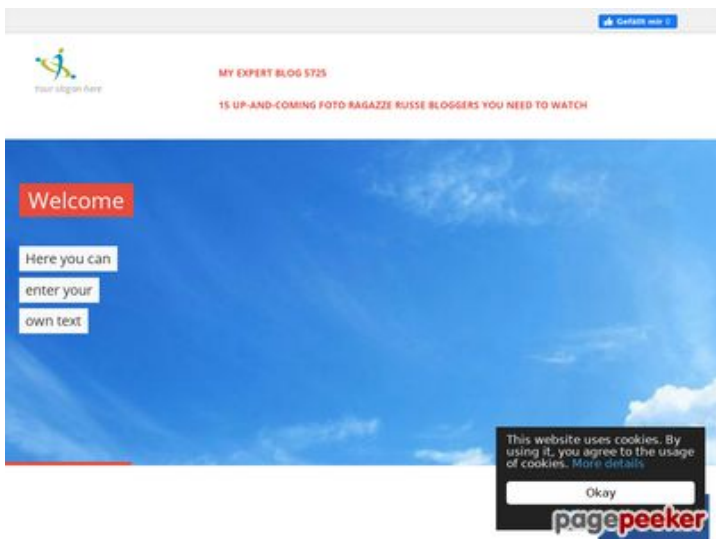 Gefällt mir 0
Your slogan here
MY EXPERT BLOG 5725
15 UP-AND-COMING FOTO RAGAZZE RUSSE BLOGGERS YOU NEED TO WATCH
Welcome
Here you can
enter your
own text
This website uses cookies. By
using it, you agree to the usage
of cookies. More details
Okay
pagepeeker